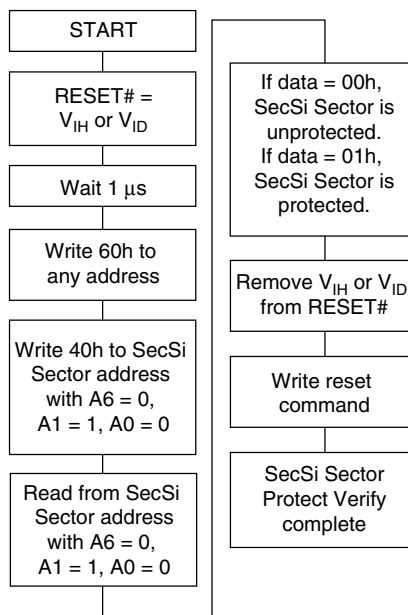 START
RESET# =
VIH or VID
Wait 1 μs
Write 60h to
any address
Write 40h to SecSi
Sector address
with A6 = 0,
A1 = 1, A0 = 0
Read from SecSi
Sector address
with A6 = 0,
A1 = 1, A0 = 0
If data = 00h,
SecSi Sector is
unprotected.
If data = 01h,
SecSi Sector is
protected.
Remove VIH or VID
from RESET#
Write reset
command
SecSi Sector
Protect Verify
complete